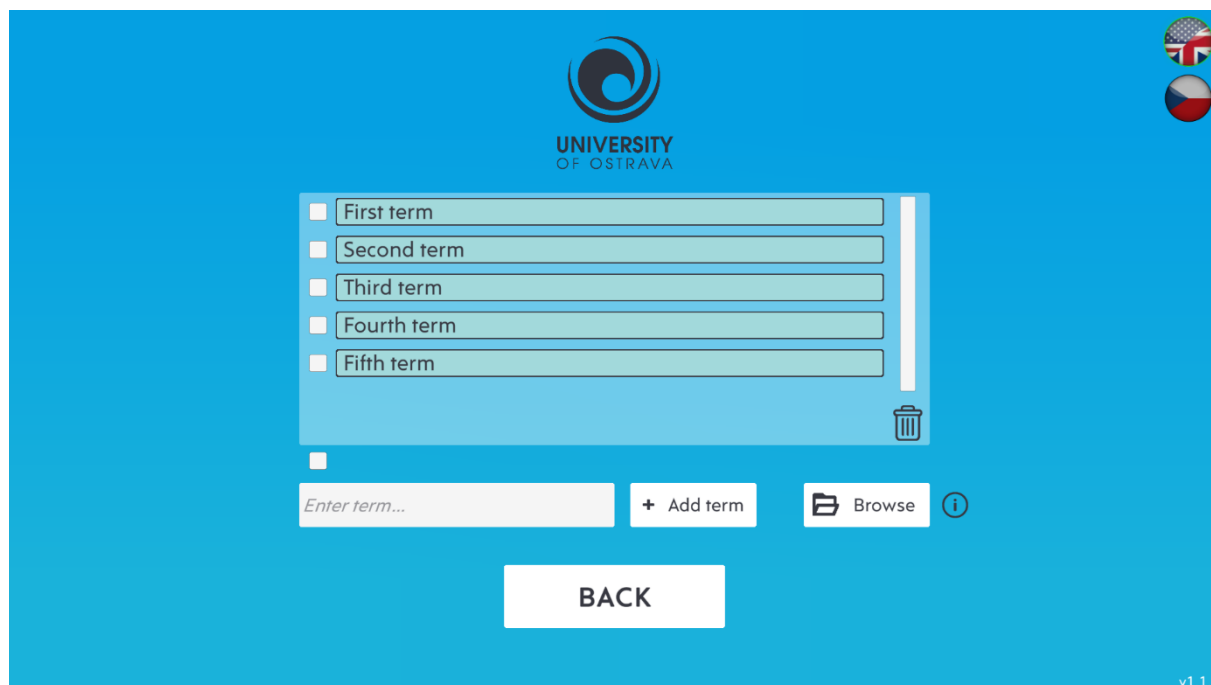 UNIVERSITY
OF OSTRAVA
First term
Second term
Third term
Fourth term
Fifth term
Enter term...
+ Add term
Browse
i
BACK
v1.1